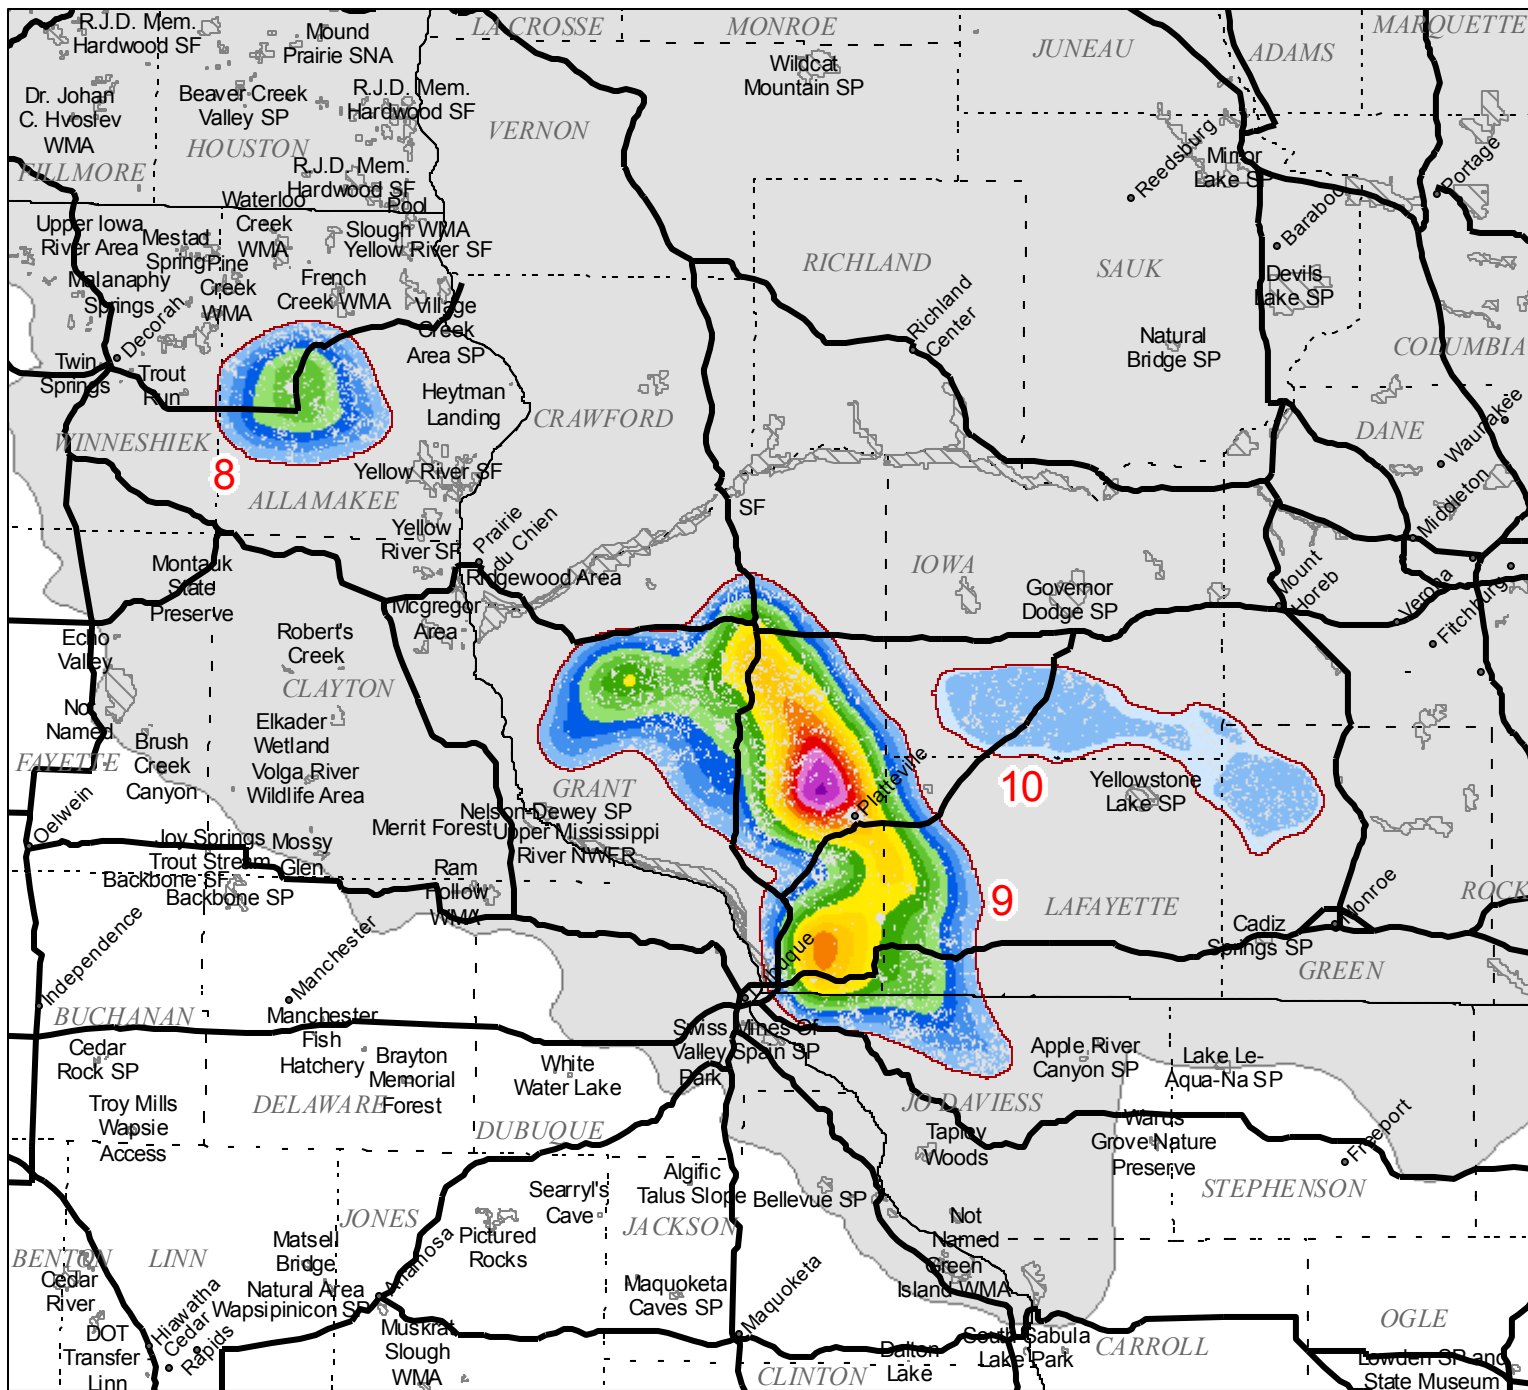 R.J.D. Mem.
Hardwood SF
Mound
Prairie SNA
LA CROSSE
MONROE
JUNEAU
ADAMS
MARQUETTE
Wildcat
Mountain SP
Dr. Johan
C. Hvoslev
WMA
Beaver Creek
Valley SP
R.J.D. Mem.
Hardwood SF
VERNON
HOUSTON
FILLMORE
R.J.D. Mem.
Hardwood SF
Reedsburg
Mirror
Lake SP
Portage
Baraboo
Waterloo
Creek
WMA
Pool
Slough WMA
Yellow River SF
Upper Iowa
River Area
Mestad
Spring
Pine
Creek
WMA
French
Creek WMA
Malanaphy
Springs
Decorah
Village
Creek
Area SP
RICHLAND
SAUK
Devils
Lake SP
Richland
Center
Natural
Bridge SP
COLUMBIA
Twin
Springs
Trout
Run
Heytman
Landing
CRAWFORD
WINNESHIEK
DANE
Waunakee
8
Yellow River SF
ALLAMAKEE
SF
Middleton
Yellow
River SF
Prairie
du Chien
Montauk
State
Preserve
Ridgewood Area
IOWA
Governor
Dodge SP
Mount
Horeb
Verona
Fitchburg
Mcgregor
Area
Echo
Valley
Robert's
Creek
CLAYTON
Not
Named
Elkader
Wetland
Volga River
Wildlife Area
FAYETTE
Brush
Creek
Canyon
GRANT
Platteville
10
Yellowstone
Lake SP
Oelwein
Nelson-Dewey SP
Merrit Forest
Upper Mississippi
River NWFR
Joy Springs
Trout Stream
Mossy
Glen
Backbone SF
Backbone SP
Ram
Hollow
WMA
9
LAFAYETTE
Monroe
ROCK
Cadiz
Springs SP
GREEN
Independence
Manchester
Dubuque
BUCHANAN
Manchester
Fish
Hatchery
Swiss
Valley
Park
Mines Of
Spain SP
Cedar
Rock SP
Brayton
Memorial
Forest
White
Water Lake
Apple River
Canyon SP
Lake Le-
Aqua-Na SP
Troy Mills
Wapsie
Access
DELAWARE
DUBUQUE
JO DAVIESS
Tapley
Woods
Wards
Grove Nature
Preserve
Freeport
Algific
Talus Slope
Bellevue SP
STEPHENSON
Searryl's
Cave
JONES
JACKSON
Pictured
Rocks
Not
Named
BENTON
LINN
Matsell
Bridge
Natural Area
Wapsipinicon SP
Anamosa
Green
Island WMA
Cedar
River
Maquoketa
Caves SP
Maquoketa
Hiawatha
Cedar
Rapids
DOT
Transfer
Linn
Muskrat
Slough
WMA
South Sabula
Lake Park
Dalton
Lake
CLINTON
CARROLL
OGLE
Lowden SP and
State Museum